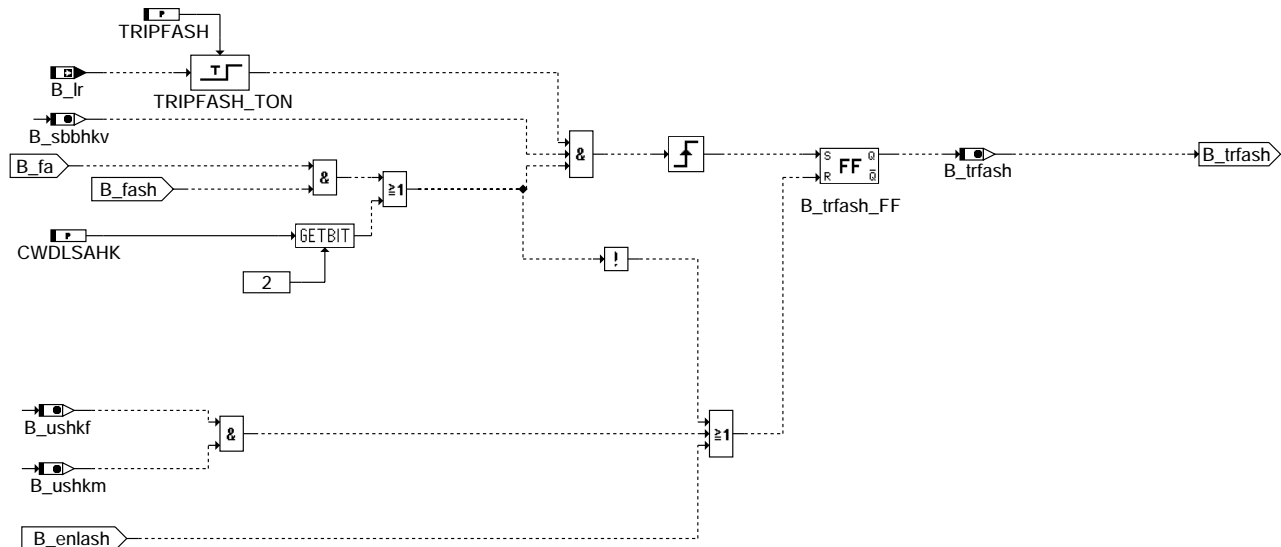 P
TRIPFASH
T
B_lr
TRIPFASH_TON
B_sbbhkv
B_fa
&
B_fash
&
≧1
S Q
FF
R Q̅
B_trfash
B_trfash
B_trfash_FF
P
CWDLSAHK
GETBIT
2
!
B_ushkf
&
≧1
B_ushkm
B_enlash